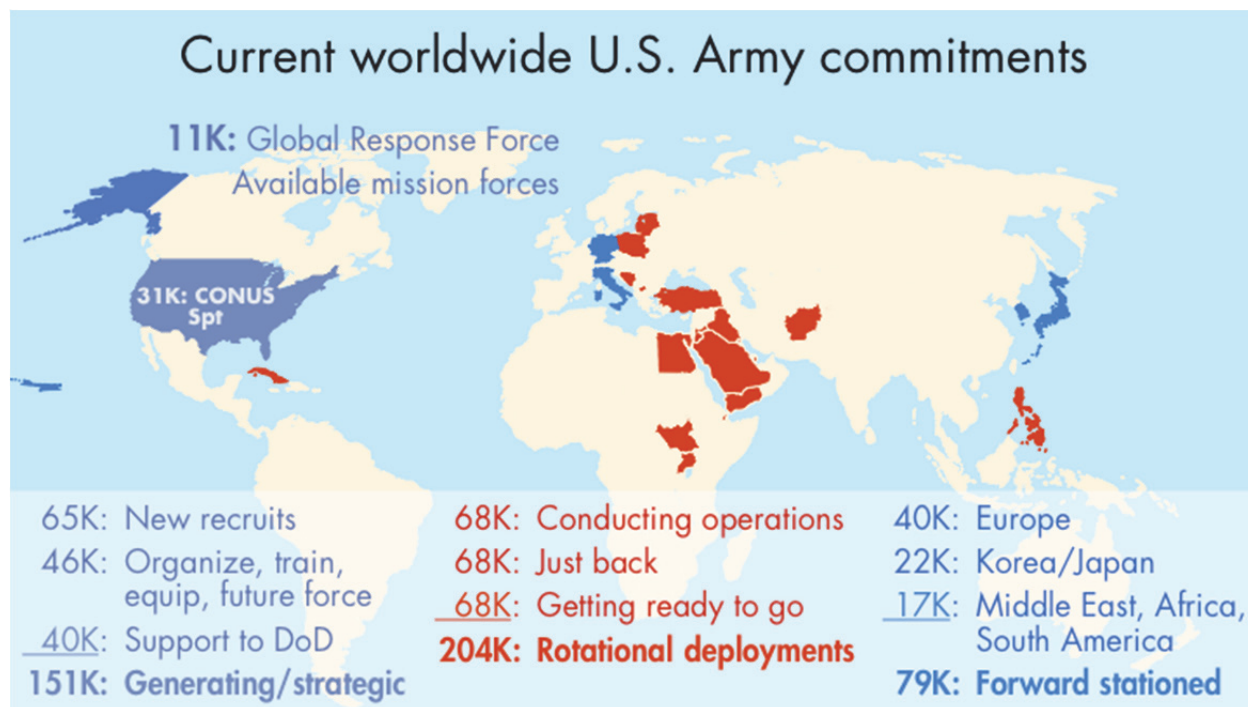 Current worldwide U.S. Army commitments
11K: Global Response Force
Available mission forces
31K: CONUS
Spt
65K: New recruits
46K: Organize, train,
equip, future force
40K: Support to DoD
151K: Generating/strategic
68K: Conducting operations
68K: Just back
68K: Getting ready to go
204K: Rotational deployments
40K: Europe
22K: Korea/Japan
17K: Middle East, Africa,
South America
79K: Forward stationed